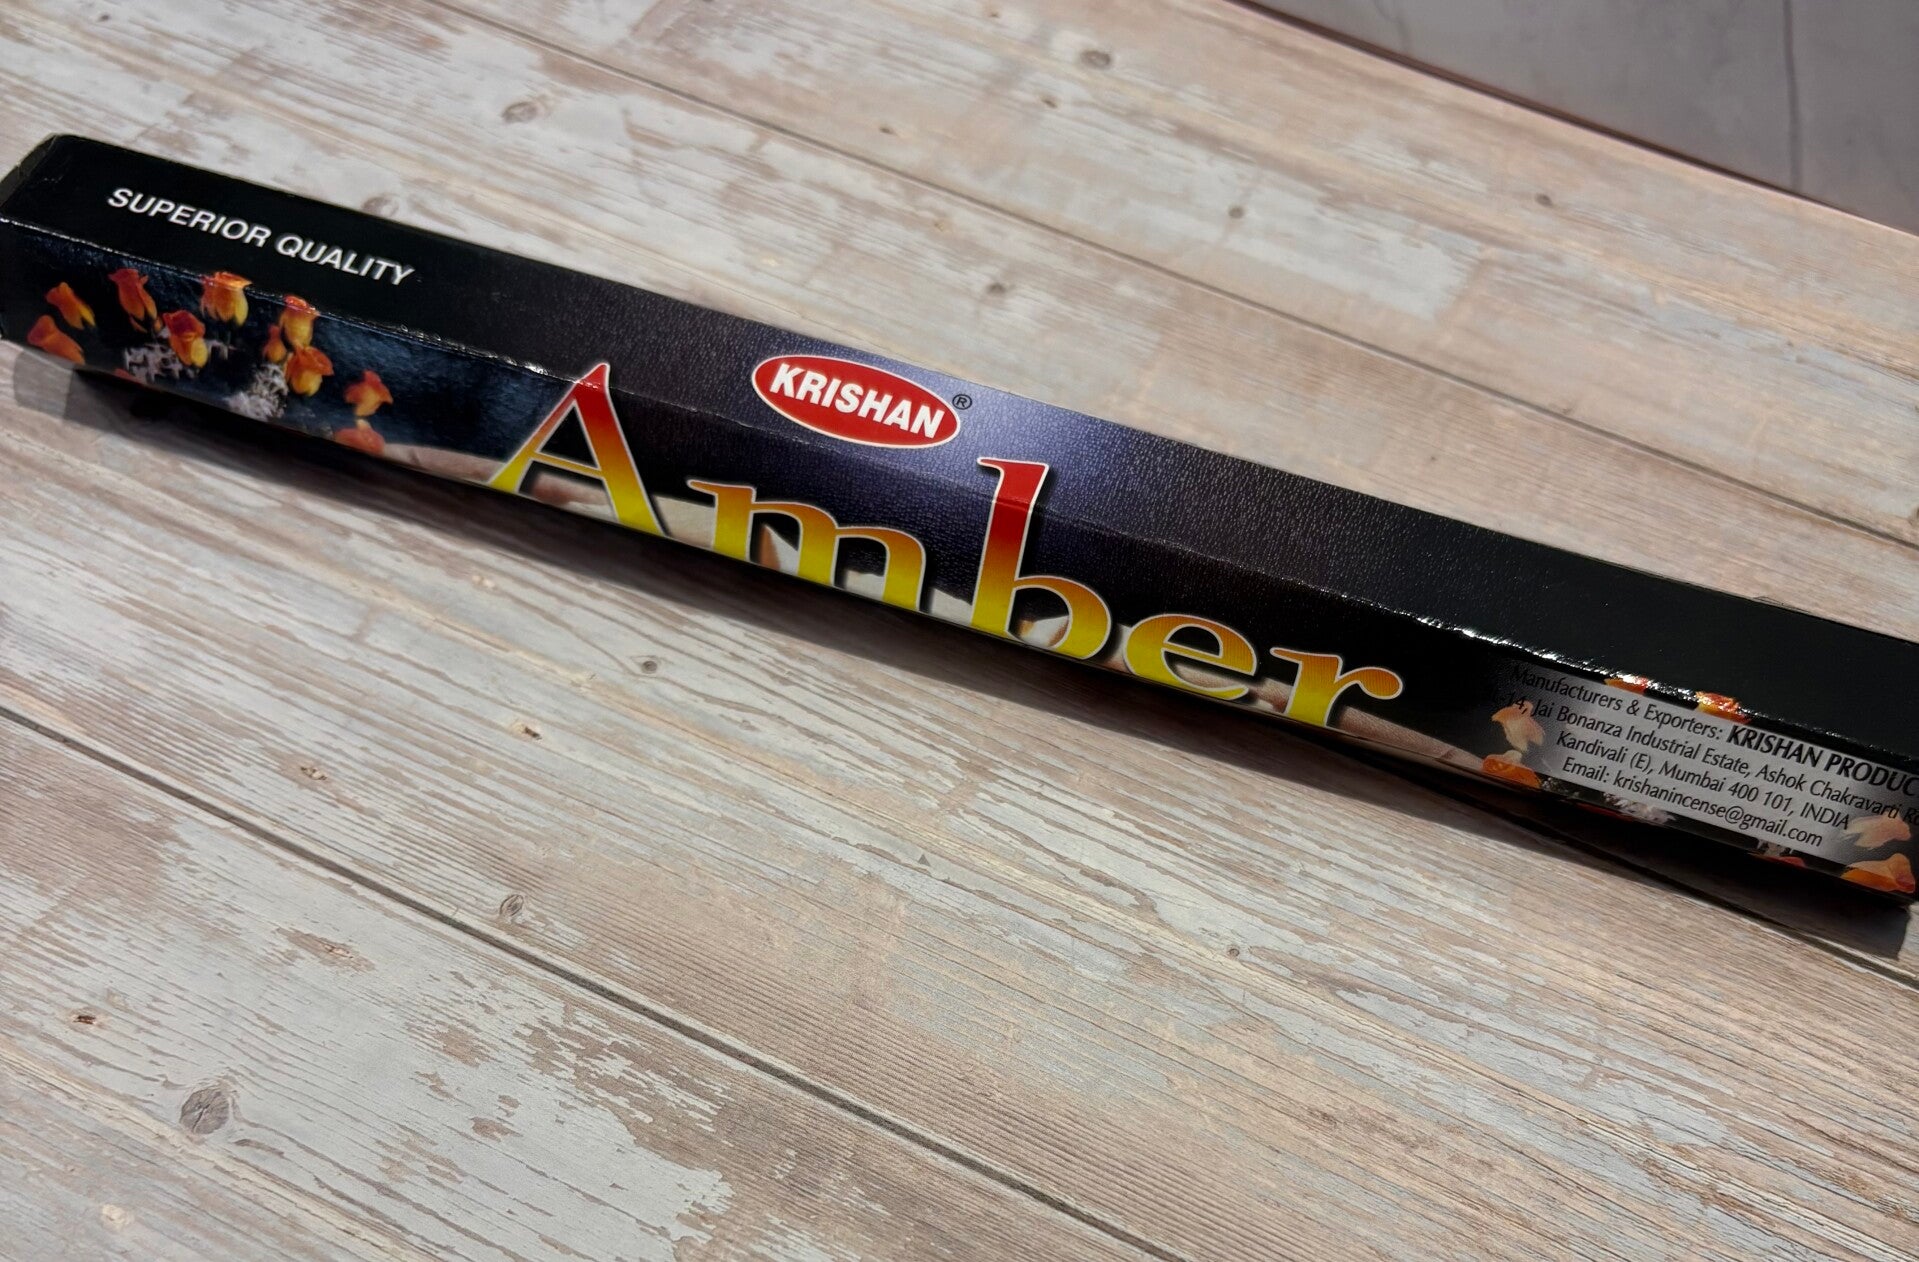 SUPERIOR QUALITY
KRISHAN ®
Amber
Manufacturers & Exporters: KRISHAN
14, Jai Bonanza Industrial Estate, Ashok Chakravarti
Kandivali (E), Mumbai 400 101, INDIA
Email: krishanincense@gmail.com